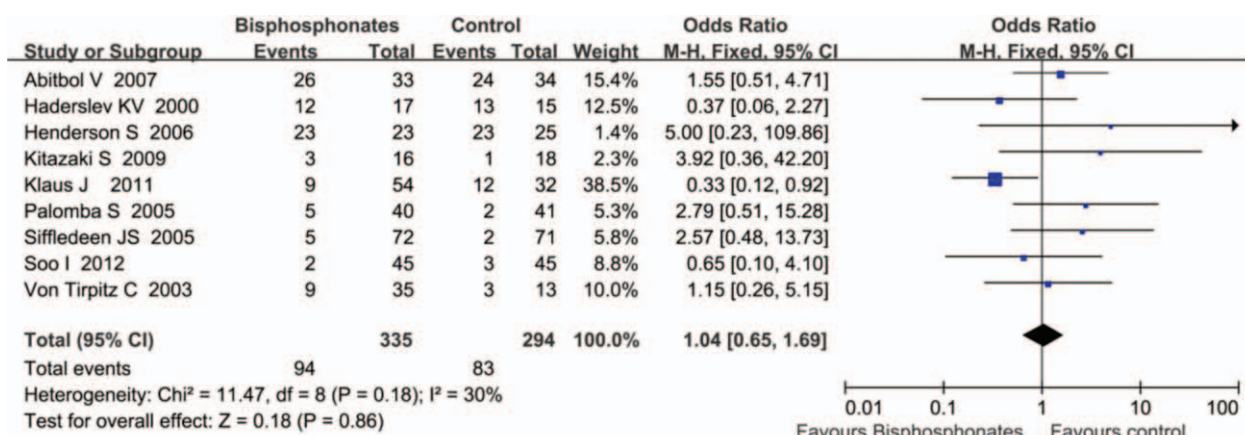 Bisphosphonates Control Odds Ratio Odds Ratio
Study or Subgroup Events Total Events Total Weight M-H, Fixed, 95% CI M-H, Fixed, 95% CI
Abitbol V 2007 26 33 24 34 15.4% 1.55 [0.51, 4.71]
Haderslev KV 2000 12 17 13 15 12.5% 0.37 [0.06, 2.27]
Henderson S 2006 23 23 23 25 1.4% 5.00 [0.23, 109.86]
Kitazaki S 2009 3 16 1 18 2.3% 3.92 [0.36, 42.20]
Klaus J 2011 9 54 12 32 38.5% 0.33 [0.12, 0.92]
Palomba S 2005 5 40 2 41 5.3% 2.79 [0.51, 15.28]
Siffledeen JS 2005 5 72 2 71 5.8% 2.57 [0.48, 13.73]
Soo I 2012 2 45 3 45 8.8% 0.65 [0.10, 4.10]
Von Tirpitz C 2003 9 35 3 13 10.0% 1.15 [0.26, 5.15]
Total (95% CI) 335 294 100.0% 1.04 [0.65, 1.69]
Total events 94 83
Heterogeneity: Chi² = 11.47, df = 8 (P = 0.18); I² = 30%
Test for overall effect: Z = 0.18 (P = 0.86)
0.01 0.1 1 10 100
Favours Bisphosphonates Favours control